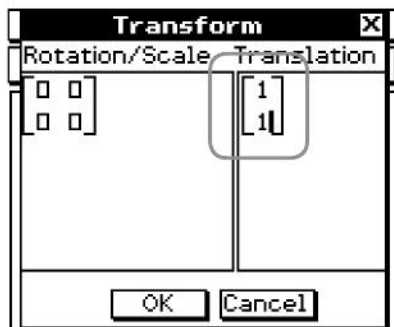 Transform
Rotation/Scale Translation
[□ □] [1]
[□ □] [1]
OK Cancel